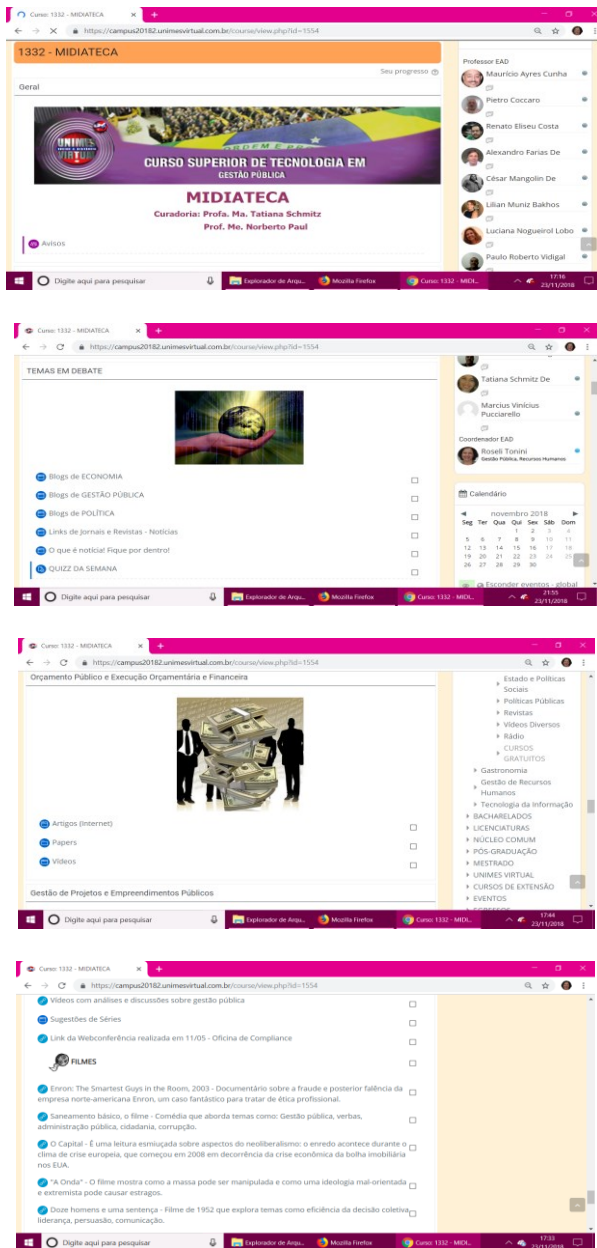 Curso: 1332 - MIDIATECA
https://campus20182.unimesvirtual.com.br/course/view.php?id=1554
1332 - MIDIATECA
Seu progresso
Geral
UNIMES
VIRTUAL
ORDEM E PR
CURSO SUPERIOR DE TECNOLOGIA EM
GESTÃO PÚBLICA
MIDIATECA
Curadoria: Profa. Ma. Tatiana Schmitz
Prof. Me. Norberto Paul
Avisos
Professor EAD
Maurício Ayres Cunha
Pietro Coccaro
Renato Eliseu Costa
Alexandro Farias De
César Mangolin De
Lilian Muniz Bakhos
Luciana Nogueirol Lobo
Paulo Roberto Vidigal
Digite aqui para pesquisar
Explorador de Arqu...
Mozilla Firefox
Curso: 1332 - MIDI...
17:16
23/11/2018
Curso: 1332 - MIDIATECA
https://campus20182.unimesvirtual.com.br/course/view.php?id=1554
TEMAS EM DEBATE
Blogs de ECONOMIA
Blogs de GESTÃO PÚBLICA
Blogs de POLÍTICA
Links de Jornais e Revistas - Notícias
O que é notícia! Fique por dentro!
QUIZZ DA SEMANA
Tatiana Schmitz De
Marcius Vinícius
Pucciarello
Coordenador EAD
Roseli Tonini
Gestão Pública, Recursos Humanos
Calendário
novembro 2018
Seg Ter Qua Qui Sex Sáb Dom
1 2 3 4
5 6 7 8 9 10 11
12 13 14 15 16 17 18
19 20 21 22 23 24 25
26 27 28 29 30
Esconder eventos - global
Digite aqui para pesquisar
Explorador de Arqu...
Mozilla Firefox
Curso: 1332 - MIDI...
21:55
23/11/2018
Curso: 1332 - MIDIATECA
https://campus20182.unimesvirtual.com.br/course/view.php?id=1554
Orçamento Público e Execução Orçamentária e Financeira
Artigos (Internet)
Papers
Vídeos
Gestão de Projetos e Empreendimentos Públicos
Estado e Políticas
Sociais
Políticas Públicas
Revistas
Vídeos Diversos
Rádio
CURSOS
GRATUITOS
Gastronomia
Gestão de Recursos
Humanos
Tecnologia da Informação
BACHARELADOS
LICENCIATURAS
NÚCLEO COMUM
PÓS-GRADUAÇÃO
MESTRADO
UNIMES VIRTUAL
CURSOS DE EXTENSÃO
EVENTOS
Digite aqui para pesquisar
Explorador de Arqu...
Mozilla Firefox
Curso: 1332 - MIDI...
17:44
23/11/2018
Curso: 1332 - MIDIATECA
https://campus20182.unimesvirtual.com.br/course/view.php?id=1554
Vídeos com análises e discussões sobre gestão pública
Sugestões de Séries
Link da Webconferência realizada em 11/05 - Oficina de Compliance
FILMES
Enron: The Smartest Guys in the Room, 2003 - Documentário sobre a fraude e posterior falência da
empresa norte-americana Enron, um caso fantástico para tratar de ética profissional.
Saneamento básico, o filme - Comédia que aborda temas como: Gestão pública, verbas,
administração pública, cidadania, corrupção.
O Capital - É uma leitura esmiuçada sobre aspectos do neoliberalismo: o enredo acontece durante o
clima de crise europeia, que começou em 2008 em decorrência da crise econômica da bolha imobiliária
nos EUA.
"A Onda" - O filme mostra como a massa pode ser manipulada e como uma ideologia mal-orientada
e extremista pode causar estragos.
Doze homens e uma sentença - Filme de 1952 que explora temas como eficiência da decisão coletiva,
liderança, persuasão, comunicação.
Digite aqui para pesquisar
Explorador de Arqu...
Mozilla Firefox
Curso: 1332 - MIDI...
17:33
23/11/2018